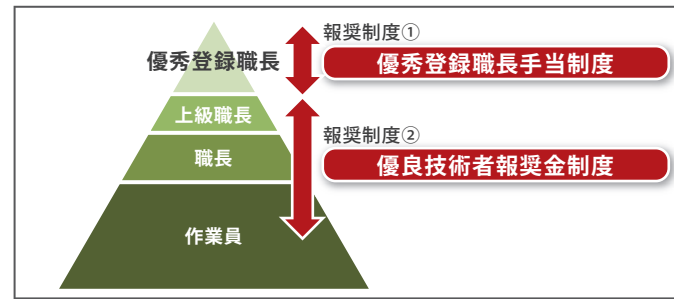 報奨制度①
優秀登録職長
優秀登録職長手当制度
上級職長
報奨制度②
職長
優良技術者報奨金制度
作業員